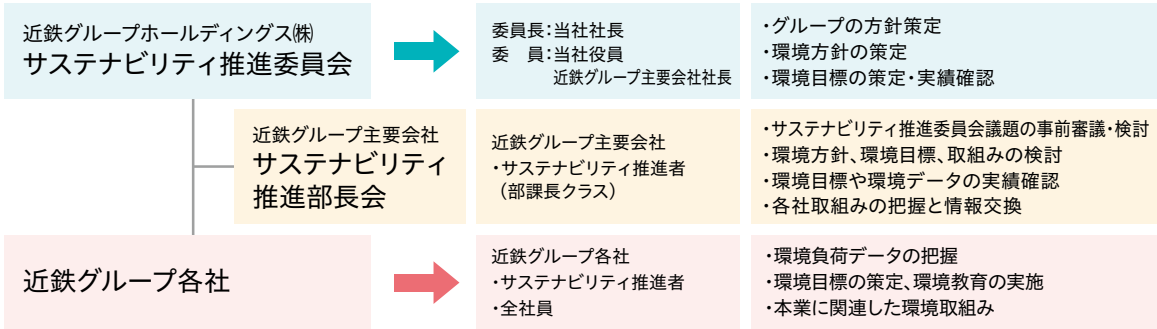 近鉄グループホールディングス㈱
サステナビリティ推進委員会
委員長：当社社長
委　員：当社役員
近鉄グループ主要会社社長
・グループの方針策定
・環境方針の策定
・環境目標の策定・実績確認
近鉄グループ主要会社
サステナビリティ
推進部長会
近鉄グループ主要会社
・サステナビリティ推進者
（部課長クラス）
・サステナビリティ推進委員会議題の事前審議・検討
・環境方針、環境目標、取組みの検討
・環境目標や環境データの実績確認
・各社取組みの把握と情報交換
近鉄グループ各社
近鉄グループ各社
・サステナビリティ推進者
・全社員
・環境負荷データの把握
・環境目標の策定、環境教育の実施
・本業に関連した環境取組み